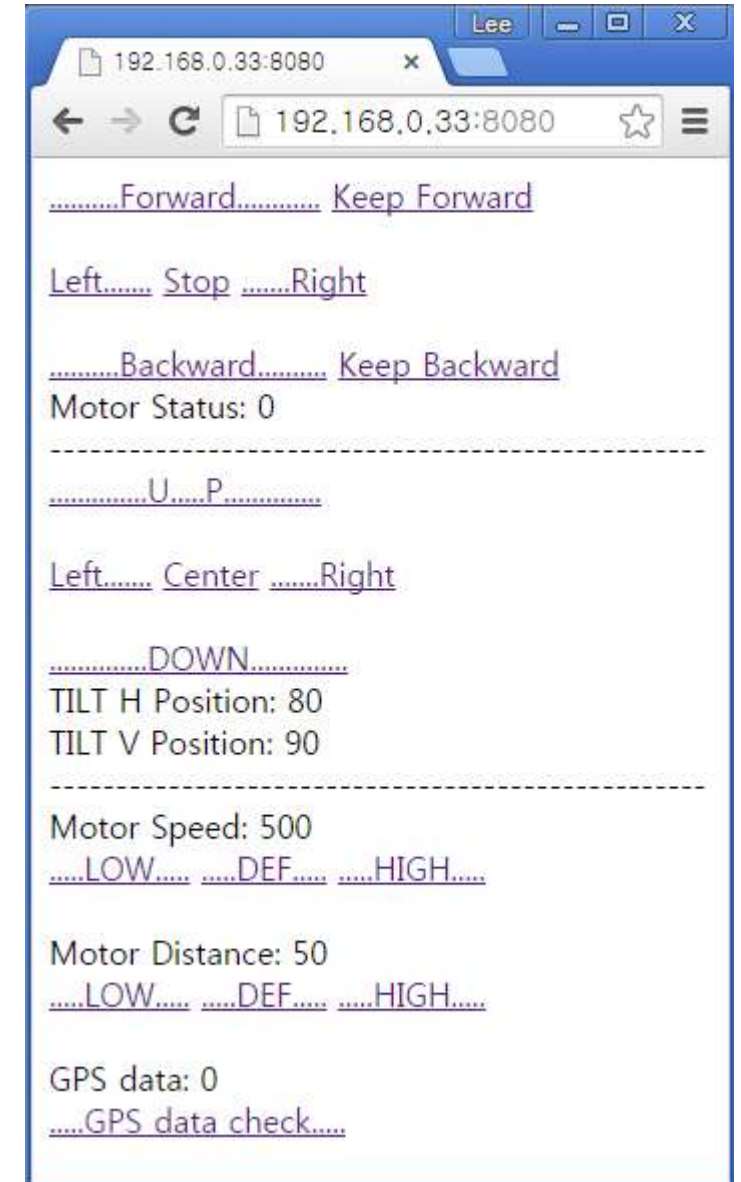 Lee
192.168.0.33:8080
192.168.0.33:8080
..........Forward............ Keep Forward
Left....... Stop .......Right
..........Backward.......... Keep Backward
Motor Status: 0
--------------------------------------------------
..............U.....P..............
Left....... Center .......Right
..............DOWN..............
TILT H Position: 80
TILT V Position: 90
--------------------------------------------------
Motor Speed: 500
.....LOW..... .....DEF..... .....HIGH.....
Motor Distance: 50
.....LOW..... .....DEF..... .....HIGH.....
GPS data: 0
.....GPS data check.....